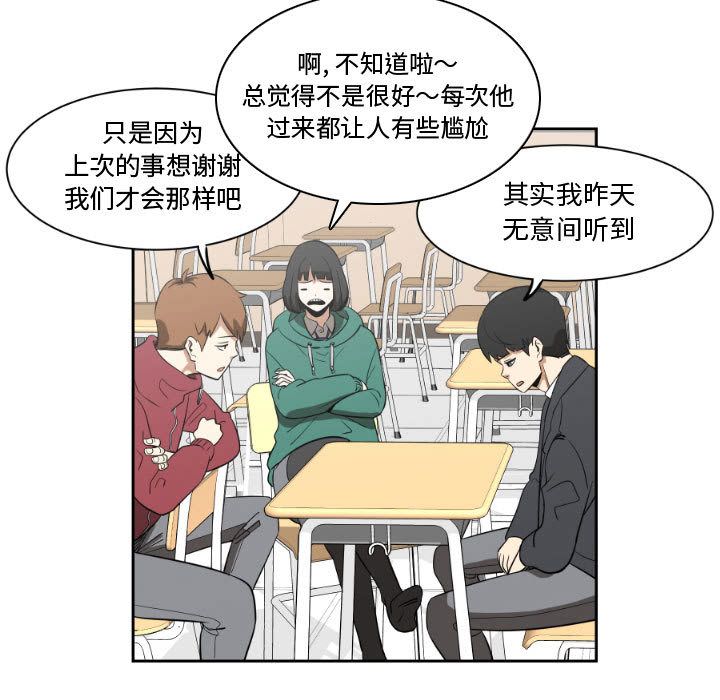 只是因为
上次的事想谢谢
我们才会那样吧
啊,不知道啦～
总觉得不是很好～每次他
过来都让人有些尴尬
其实我昨天
无意间听到